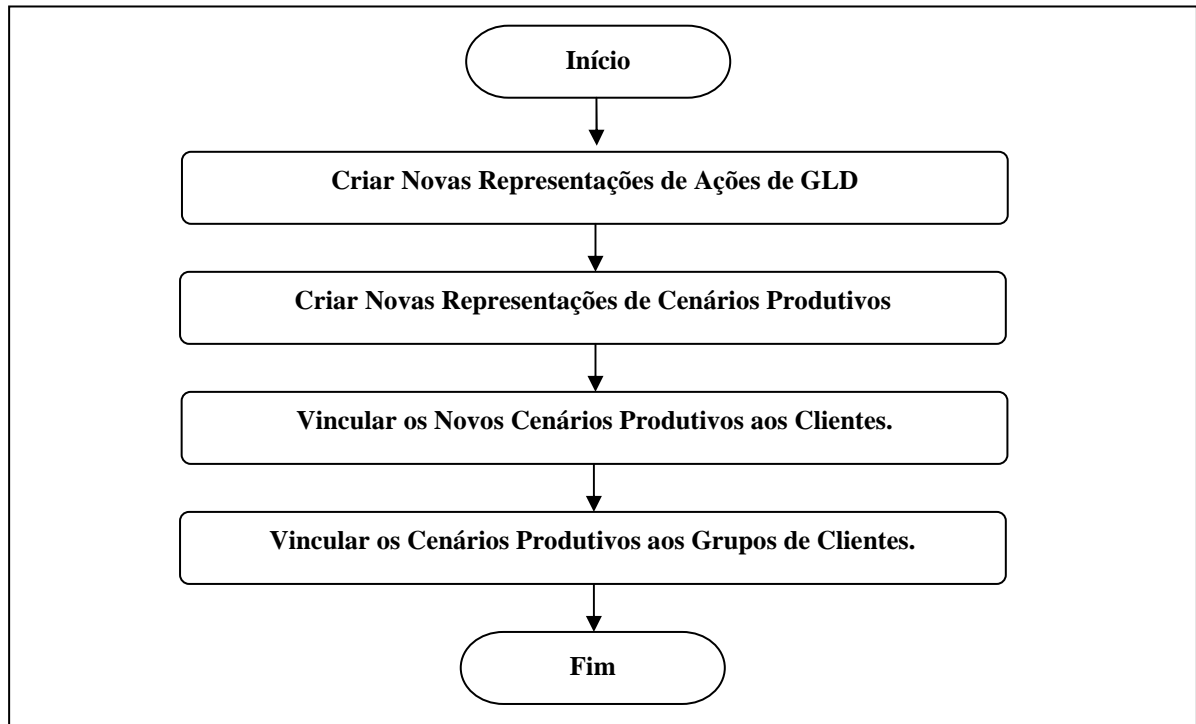 Início
Criar Novas Representações de Ações de GLD
Criar Novas Representações de Cenários Produtivos
Vincular os Novos Cenários Produtivos aos Clientes.
Vincular os Cenários Produtivos aos Grupos de Clientes.
Fim